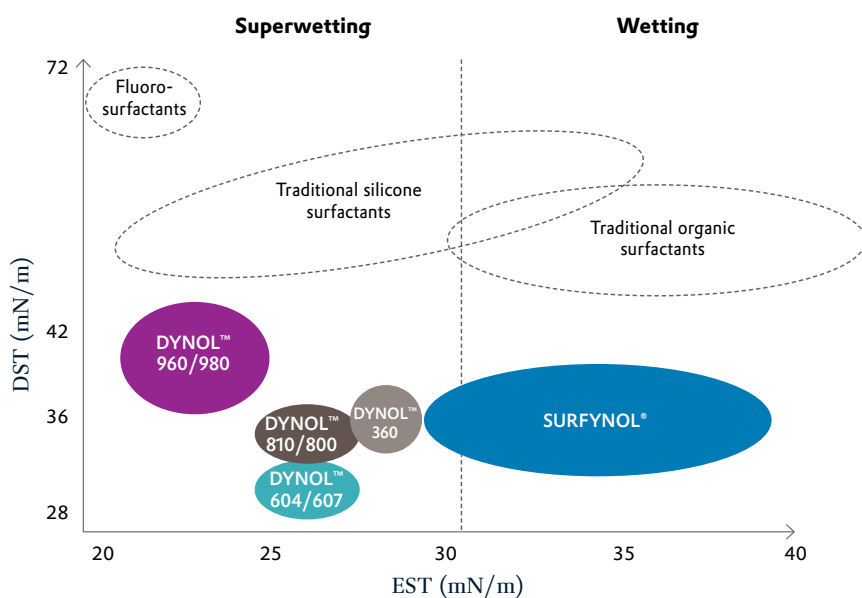 Superwetting
Wetting
72
Fluoro-
surfactants
Traditional silicone
surfactants
Traditional organic
surfactants
DST (mN/m)
42
DYNOL™
960/980
36
DYNOL™
360
DYNOL™
810/800
SURFYNOL®
DYNOL™
604/607
28
20
25
30
35
40
EST (mN/m)